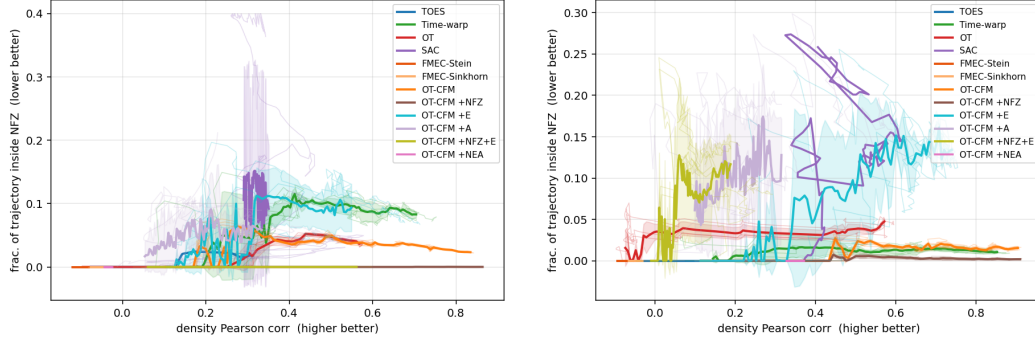 0.4
0.3
0.2
0.1
0.0
frac. of trajectory inside NFZ (lower better)
0.0
0.2
0.4
0.6
0.8
density Pearson corr (higher better)
TOES
Time-warp
OT
SAC
FMEC-Stein
FMEC-Sinkhorn
OT-CFM
OT-CFM +NFZ
OT-CFM +E
OT-CFM +A
OT-CFM +NFZ+E
OT-CFM +NEA
0.30
0.25
0.20
0.15
0.10
0.05
0.00
frac. of trajectory inside NFZ (lower better)
0.0
0.2
0.4
0.6
0.8
density Pearson corr (higher better)
TOES
Time-warp
OT
SAC
FMEC-Stein
FMEC-Sinkhorn
OT-CFM
OT-CFM +NFZ
OT-CFM +E
OT-CFM +A
OT-CFM +NFZ+E
OT-CFM +NEA